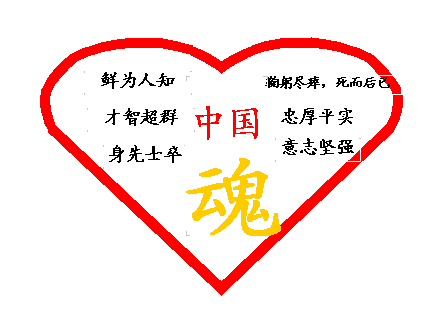 鲜为人知
鞠躬尽瘁，死而后已
才智超群
中国
忠厚平实
身先士卒
意志坚强
魂